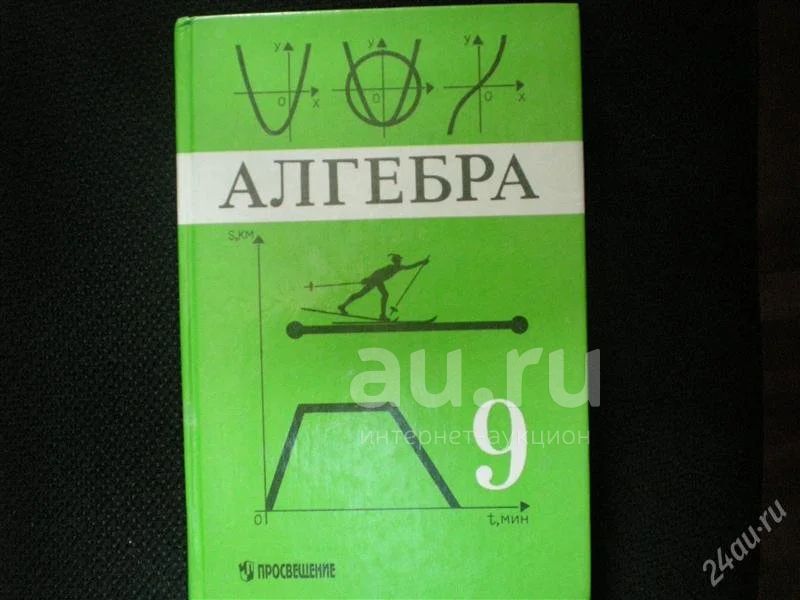 у у у
0 х 0 0 х
АЛГЕБРА
s,км
au.ru
интернет-аукцион
9
0 t,мин
ПРОСВЕЩЕНИЕ
24au.ru